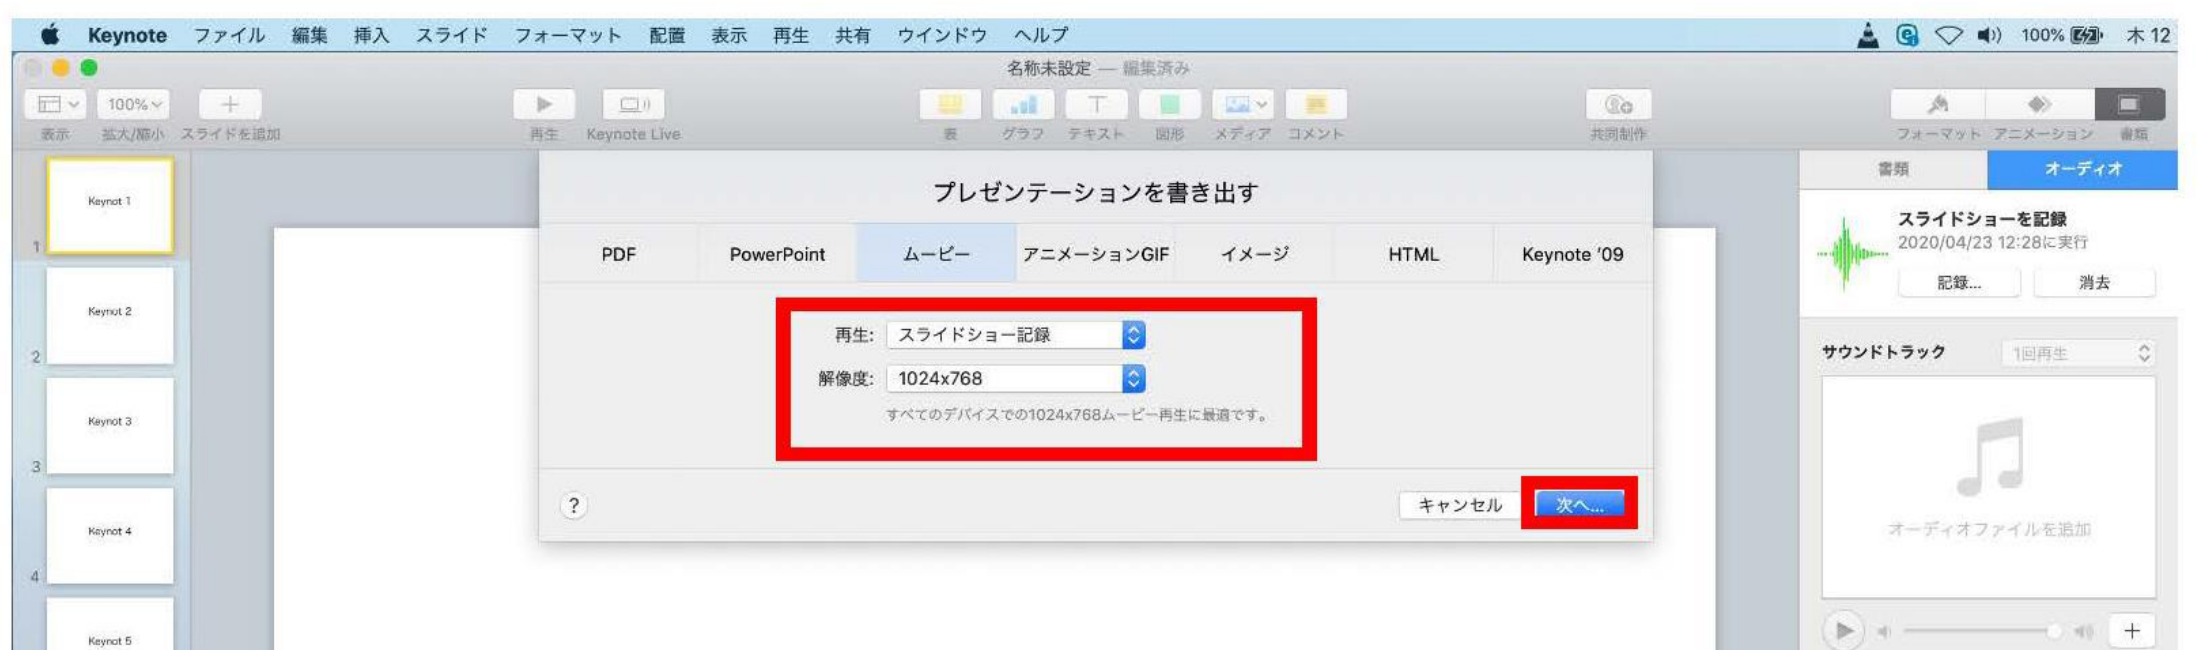 Keynote ファイル 編集 挿入 スライド フォーマット 配置 表示 再生 共有 ウインドウ ヘルプ 100% 木 12
名称未設定 — 編集済み
100%
表示 拡大/縮小 スライドを追加 再生 Keynote Live 表 グラフ テキスト 図形 メディア コメント 共同制作 フォーマット アニメーション 書類
書類 オーディオ
プレゼンテーションを書き出す
PDF PowerPoint ムービー アニメーションGIF イメージ HTML Keynote '09
再生: スライドショー記録
解像度: 1024x768
すべてのデバイスでの1024x768ムービー再生に最適です。
? キャンセル 次へ...
Keynot 1
1
Keynot 2
2
Keynot 3
3
Keynot 4
4
Keynot 5
スライドショーを記録
2020/04/23 12:28に実行
記録... 消去
サウンドトラック 1回再生
オーディオファイルを追加